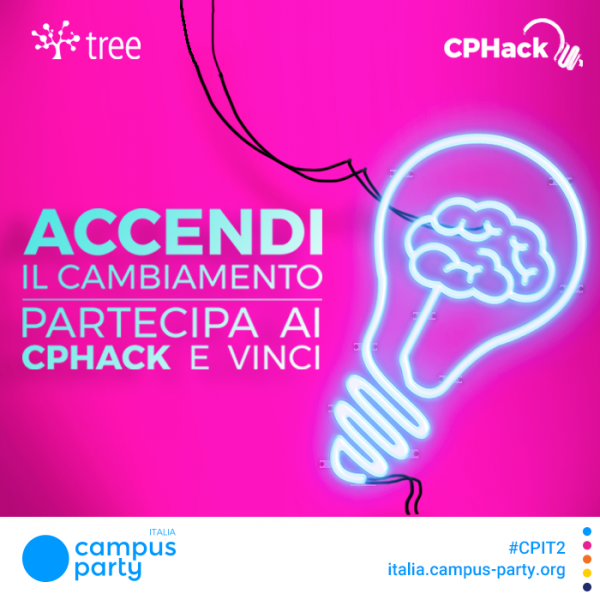 tree
CPHack
ACCENDI
IL CAMBIAMENTO
PARTECIPA AI
CPHACK E VINCI
ITALIA
campus
party
#CPIT2
italia.campus-party.org